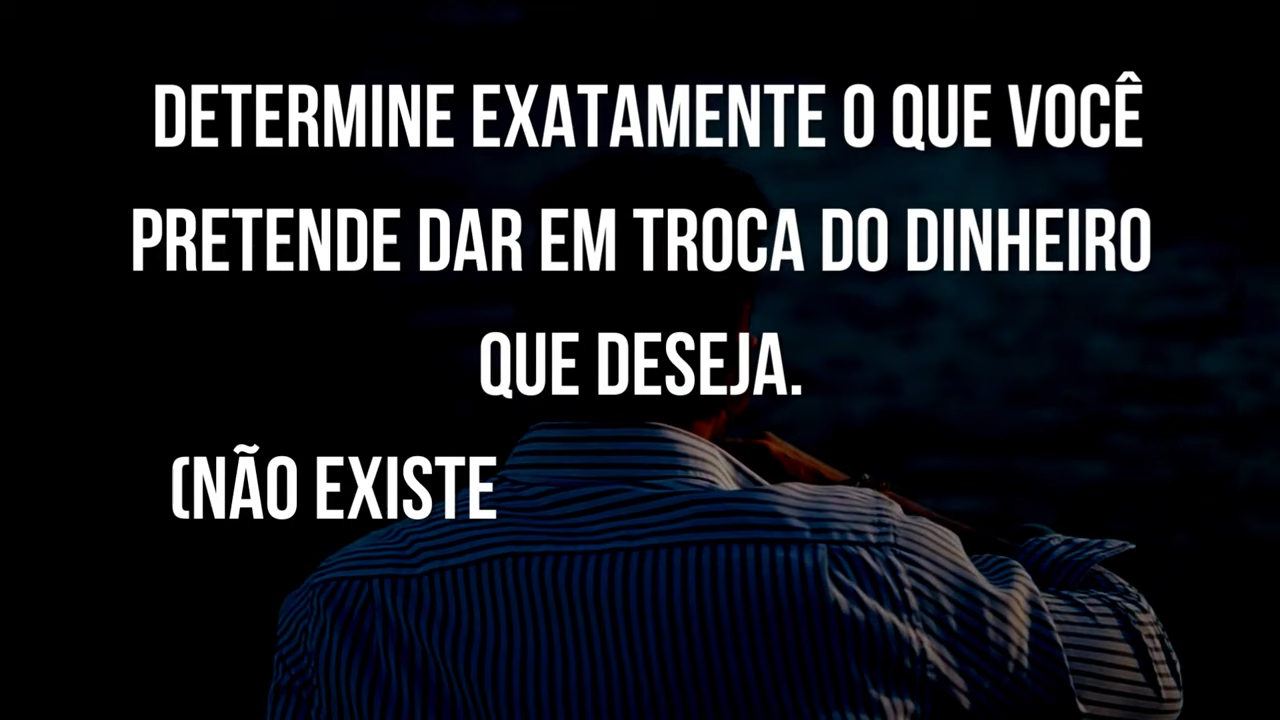 DETERMINE EXATAMENTE O QUE VOCÊ
PRETENDE DAR EM TROCA DO DINHEIRO
QUE DESEJA.
(NÃO EXISTE